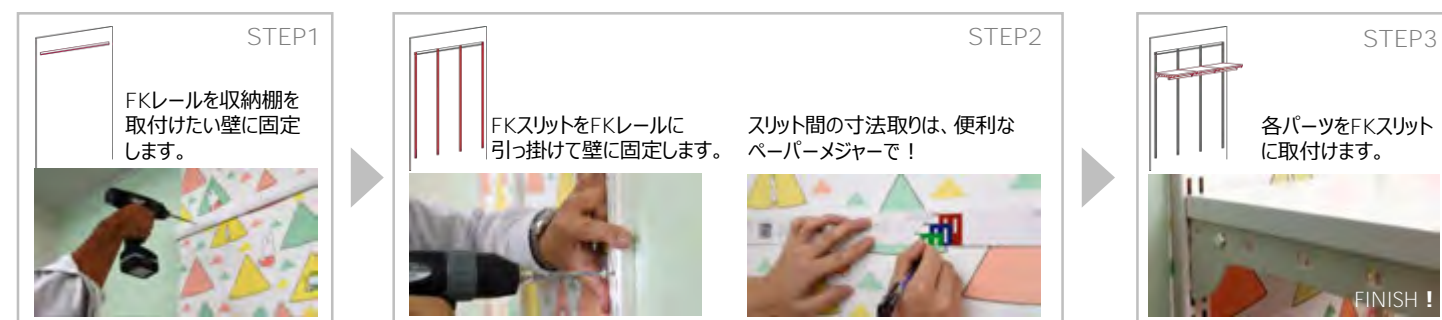 STEP1
FKレールを収納棚を
取付けたい壁に固定
します。
STEP2
FKスリットをFKレールに
引っ掛けて壁に固定します。
スリット間の寸法取りは、便利な
ペーパーメジャーで！
STEP3
各パーツをFKスリット
に取付けます。
FINISH！